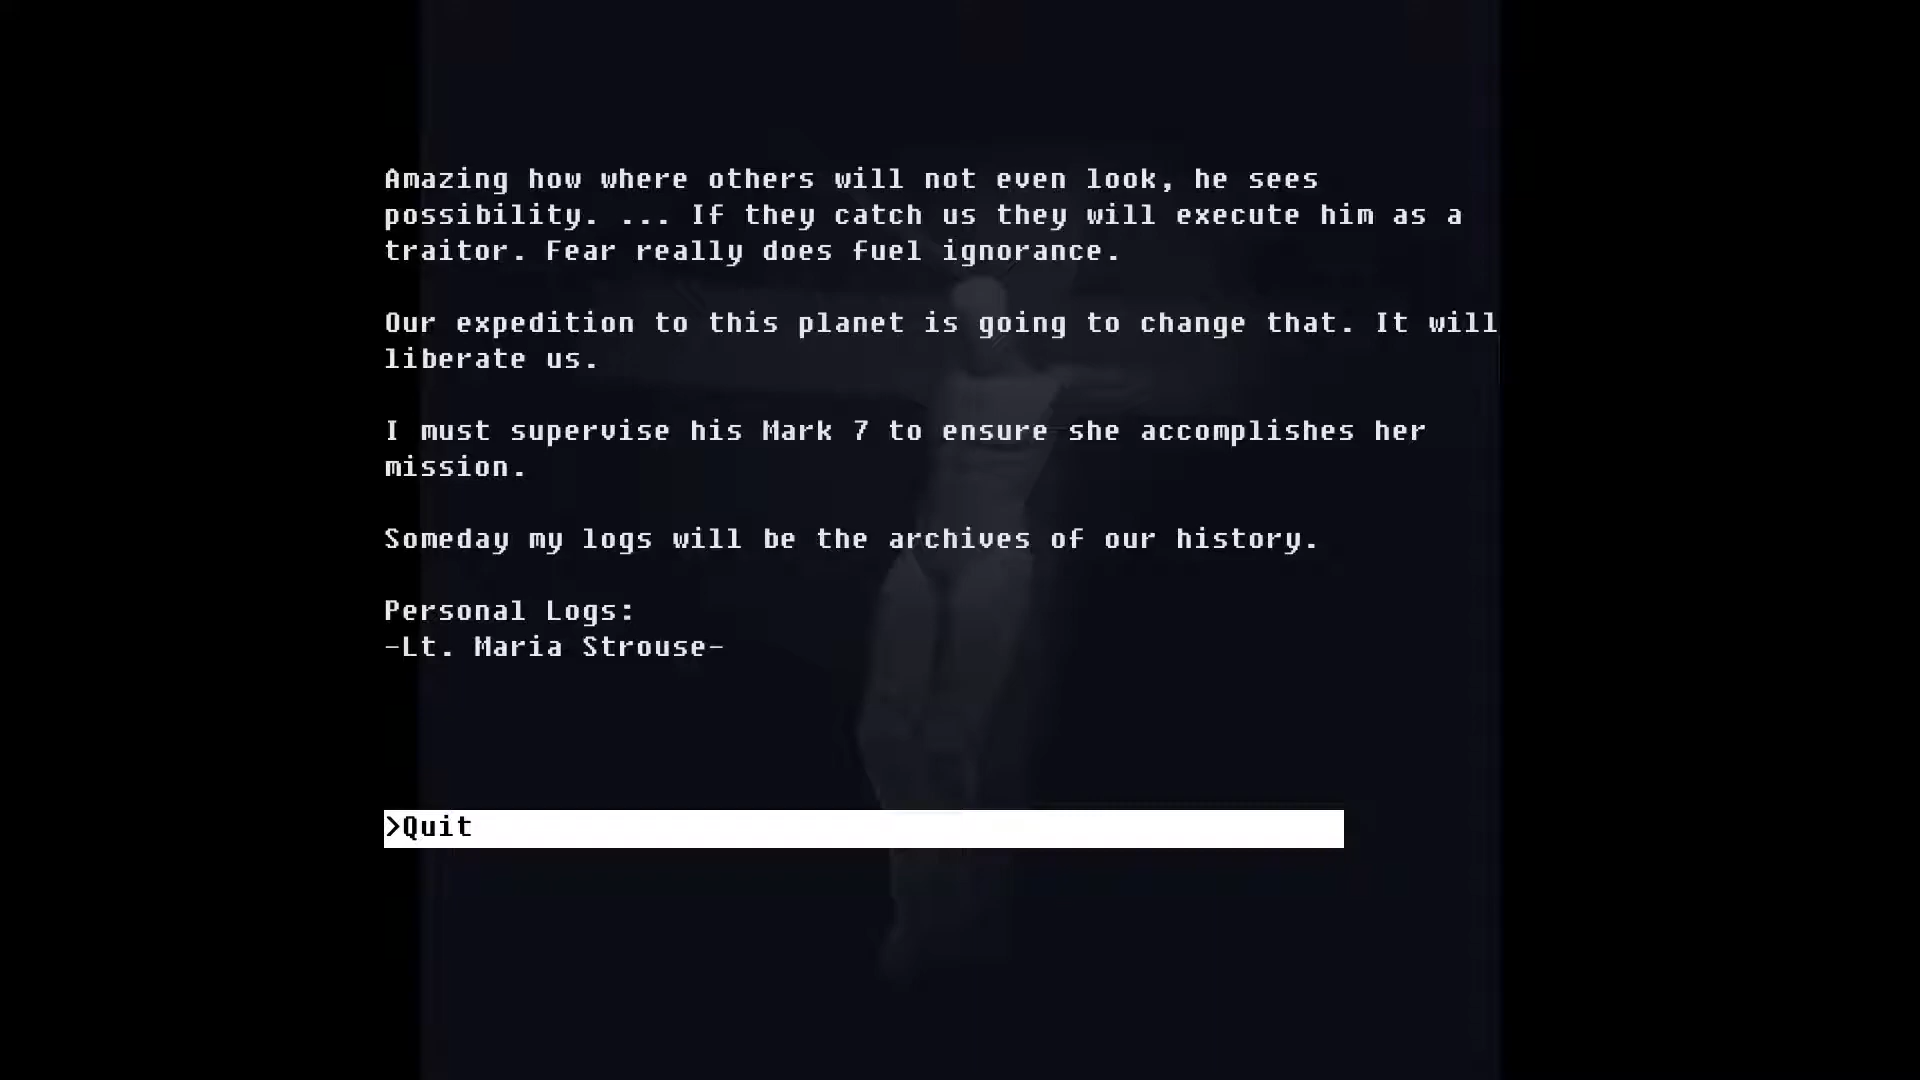 Amazing how where others will not even look, he sees
possibility. ... If they catch us they will execute him as a
traitor. Fear really does fuel ignorance.
Our expedition to this planet is going to change that. It will
liberate us.
I must supervise his Mark 7 to ensure she accomplishes her
mission.
Someday my logs will be the archives of our history.
Personal Logs:
-Lt. Maria Strouse-
>Quit